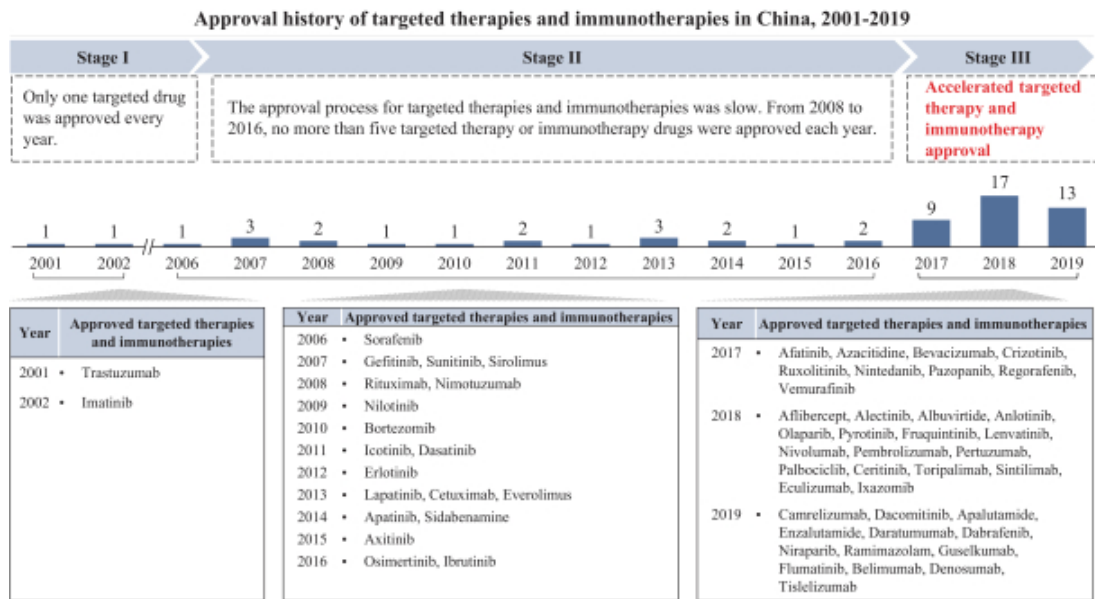 Approval history of targeted therapies and immunotherapies in China, 2001-2019
Stage I
Stage II
Stage III
Only one targeted drug
was approved every
year.
The approval process for targeted therapies and immunotherapies was slow. From 2008 to
2016, no more than five targeted therapy or immunotherapy drugs were approved each year.
Accelerated targeted
therapy and
immunotherapy
approval
1 1 1 3 2 1 1 2 1 3 2 1 2 9 17 13
2001 2002 2006 2007 2008 2009 2010 2011 2012 2013 2014 2015 2016 2017 2018 2019
Year Approved targeted therapies
and immunotherapies
2001 • Trastuzumab
2002 • Imatinib
Year Approved targeted therapies and immunotherapies
2006 • Sorafenib
2007 • Gefitinib, Sunitinib, Sirolimus
2008 • Rituximab, Nimotuzumab
2009 • Nilotinib
2010 • Bortezomib
2011 • Icotinib, Dasatinib
2012 • Erlotinib
2013 • Lapatinib, Cetuximab, Everolimus
2014 • Apatinib, Sidabenamine
2015 • Axitinib
2016 • Osimertinib, Ibrutinib
Year Approved targeted therapies and immunotherapies
2017 • Afatinib, Azacitidine, Bevacizumab, Crizotinib,
Ruxolitinib, Nintedanib, Pazopanib, Regorafenib,
Vemurafinib
2018 • Aflibercept, Alectinib, Albuvirtide, Anlotinib,
Olaparib, Pyrotinib, Fruquintinib, Lenvatinib,
Nivolumab, Pembrolizumab, Pertuzumab,
Palbociclib, Ceritinib, Toripalimab, Sintilimab,
Eculizumab, Ixazomib
2019 • Camrelizumab, Dacomitinib, Apalutamide,
Enzalutamide, Daratumumab, Dabrafenib,
Niraparib, Ramimazolam, Guselkumab,
Flumatinib, Belimumab, Denosumab,
Tislelizumab